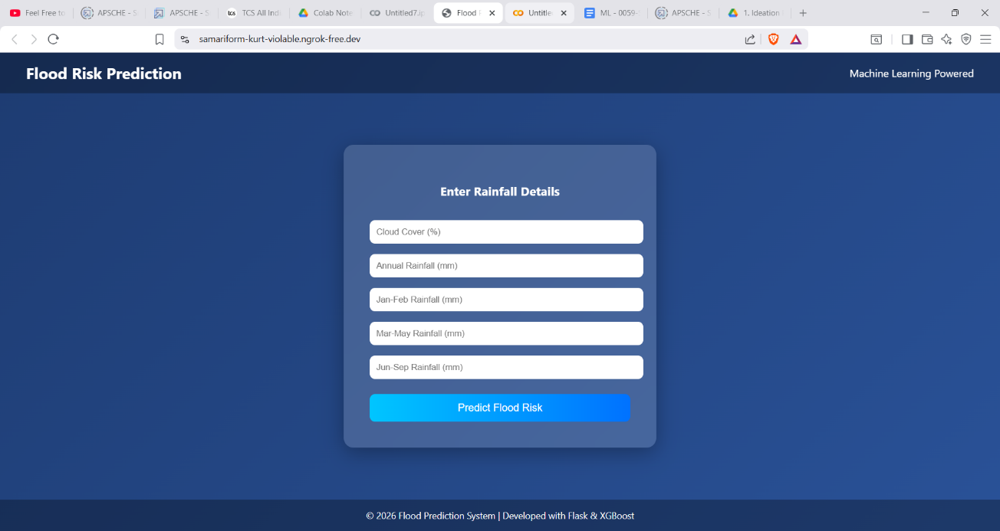 Feel Free to
APSCHE - S
APSCHE - S
tcs TCS All Indi
Colab Note
Untitled7.ip
Flood
Untitle
ML - 0059-
APSCHE - S
1. Ideation
samariform-kurt-violable.ngrok-free.dev
Flood Risk Prediction
Machine Learning Powered
Enter Rainfall Details
Cloud Cover (%)
Annual Rainfall (mm)
Jan-Feb Rainfall (mm)
Mar-May Rainfall (mm)
Jun-Sep Rainfall (mm)
Predict Flood Risk
© 2026 Flood Prediction System | Developed with Flask & XGBoost